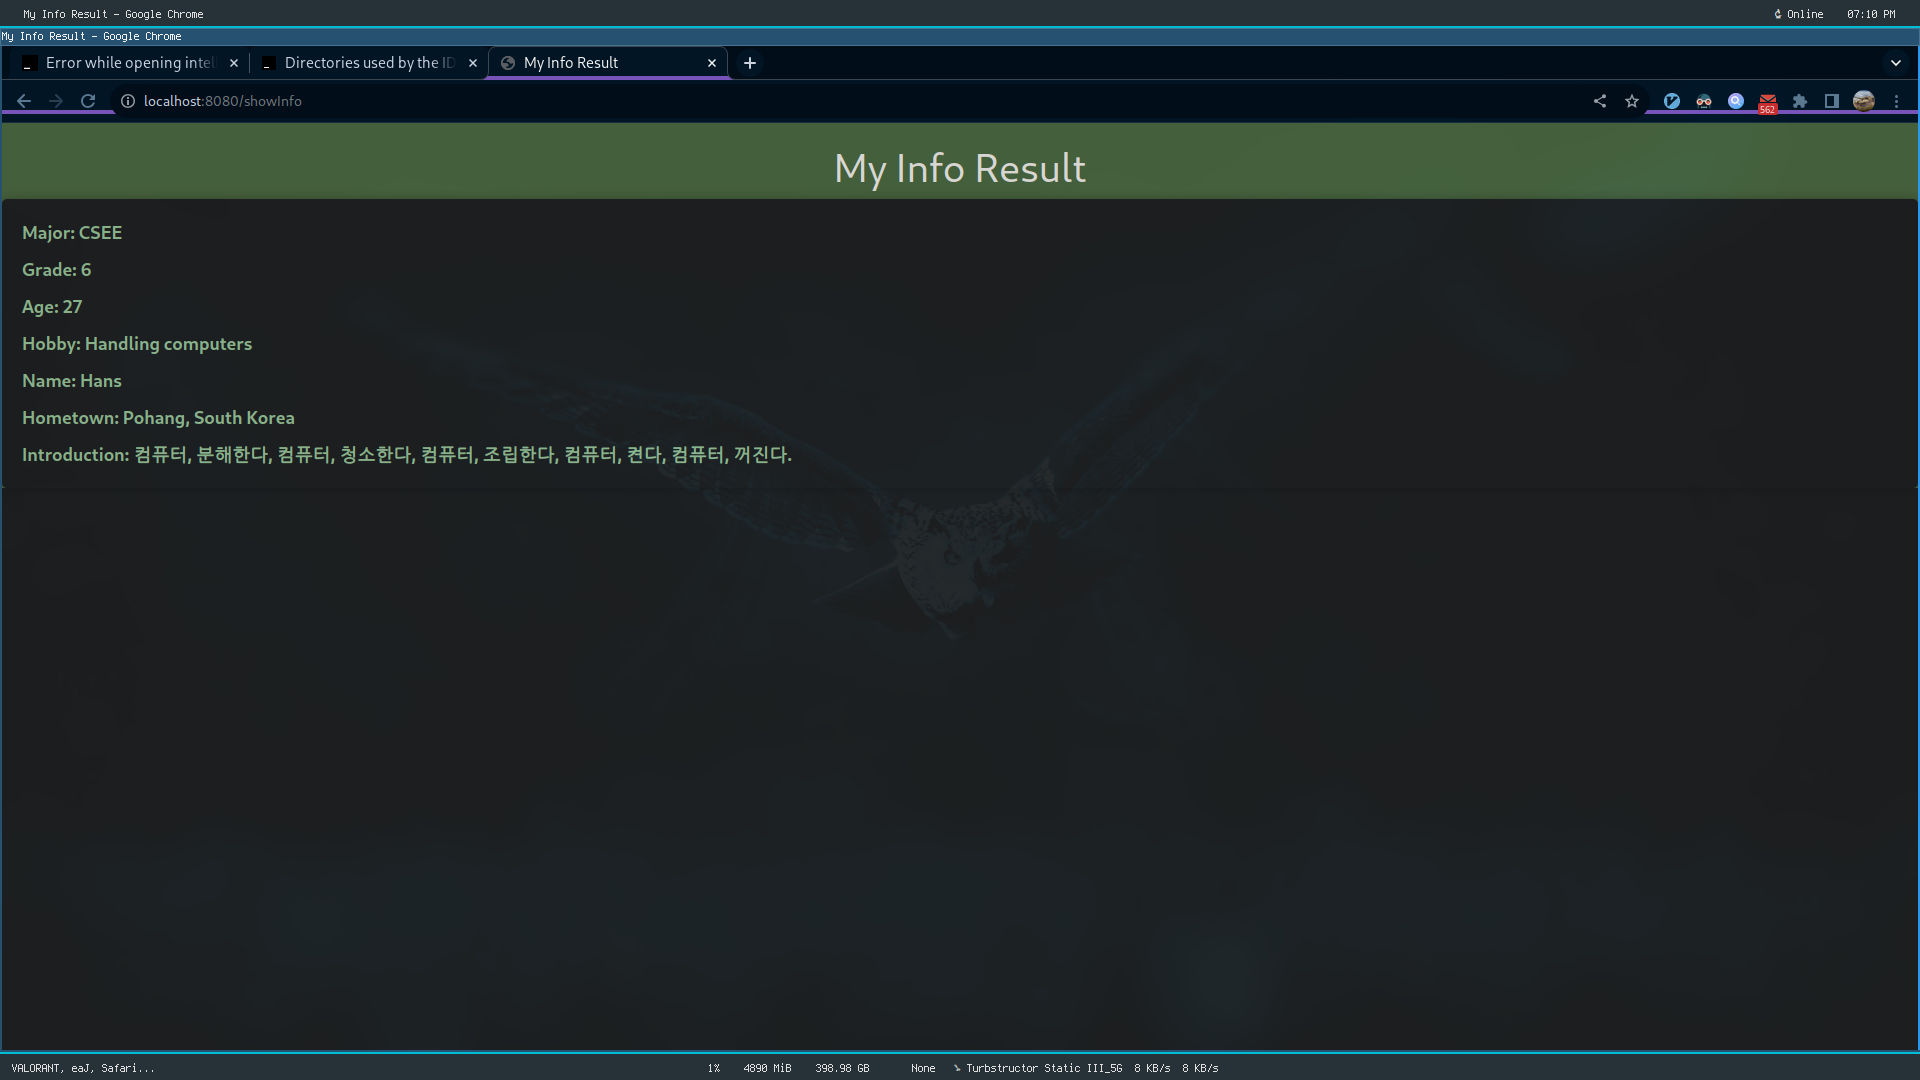 My Info Result - Google Chrome
Online 07:10 PM
My Info Result - Google Chrome
Error while opening intel
Directories used by the ID
My Info Result
localhost:8080/showInfo
562
My Info Result
Major: CSEE
Grade: 6
Age: 27
Hobby: Handling computers
Name: Hans
Hometown: Pohang, South Korea
Introduction: 컴퓨터, 분해한다, 컴퓨터, 청소한다, 컴퓨터, 조립한다, 컴퓨터, 켠다, 컴퓨터, 꺼진다.
VALORANT, eaJ, Safari... 1% 4890 MiB 398.98 GB None Turbstructor Static III_5G 8 KB/s 8 KB/s